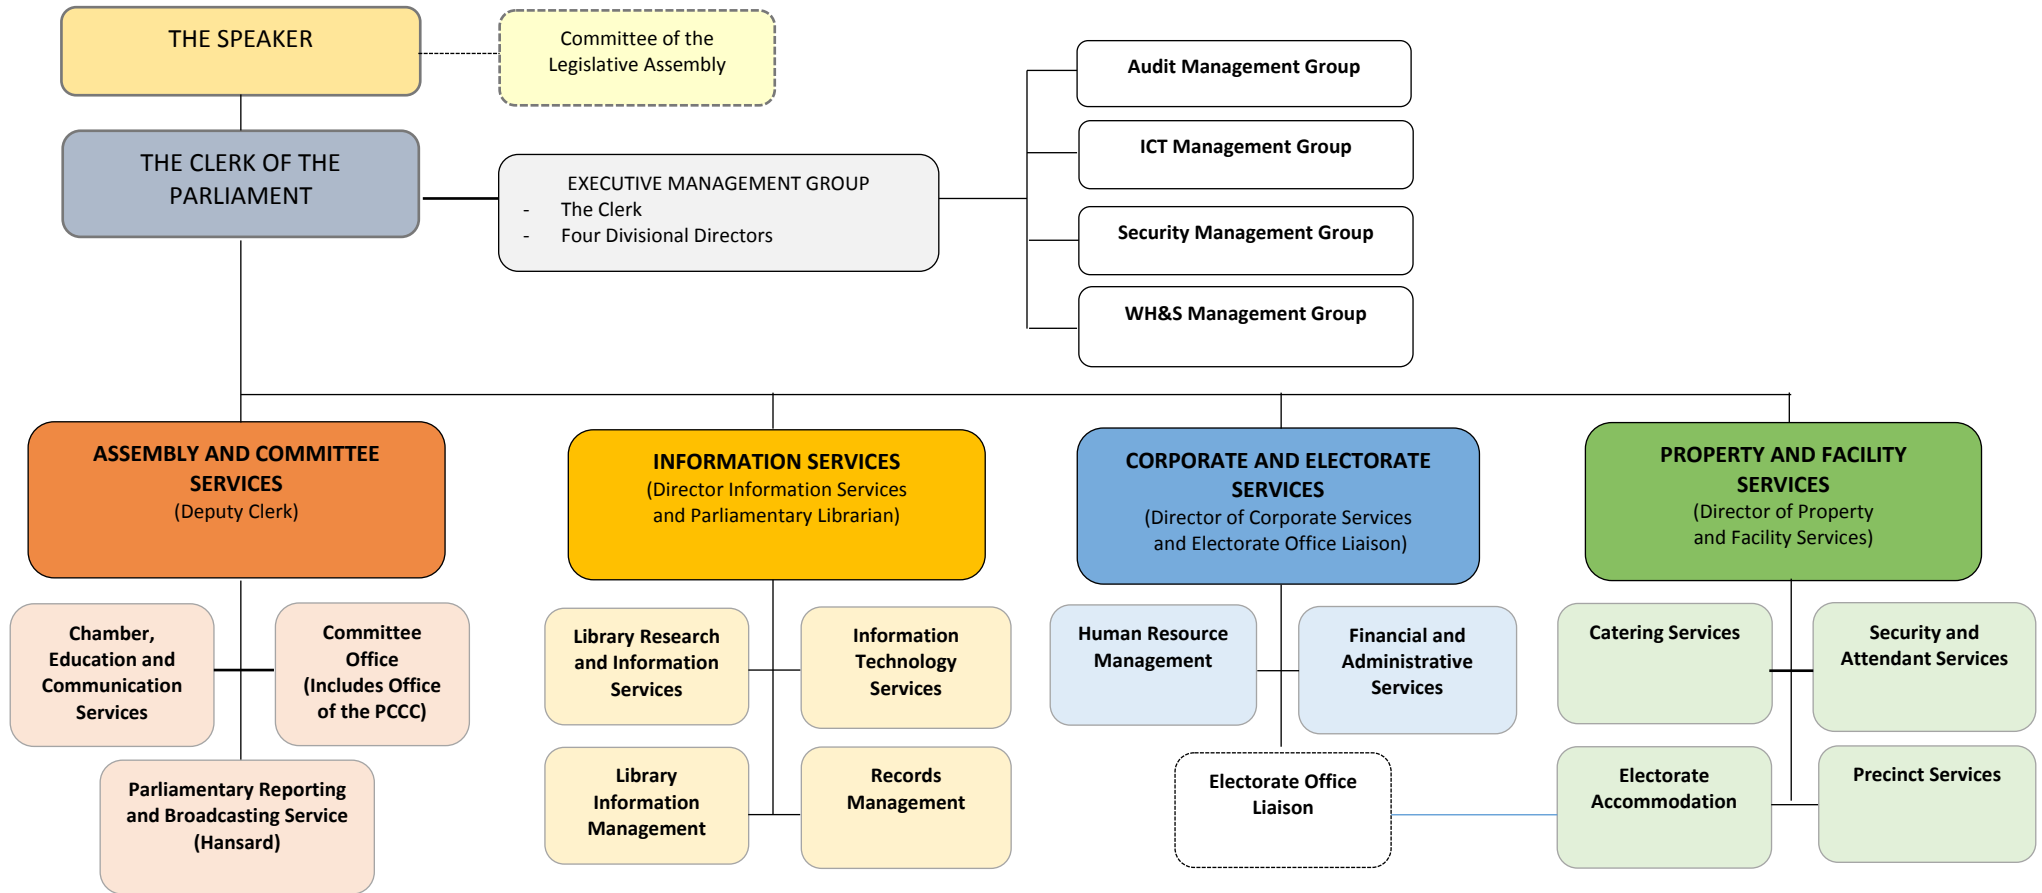 THE SPEAKER
Committee of the
Legislative Assembly
THE CLERK OF THE
PARLIAMENT
EXECUTIVE MANAGEMENT GROUP
- The Clerk
- Four Divisional Directors
Audit Management Group
ICT Management Group
Security Management Group
WH&S Management Group
ASSEMBLY AND COMMITTEE
SERVICES
(Deputy Clerk)
INFORMATION SERVICES
(Director Information Services
and Parliamentary Librarian)
CORPORATE AND ELECTORATE
SERVICES
(Director of Corporate Services
and Electorate Office Liaison)
PROPERTY AND FACILITY
SERVICES
(Director of Property
and Facility Services)
Chamber,
Education and
Communication
Services
Committee
Office
(Includes Office
of the PCCC)
Parliamentary Reporting
and Broadcasting Service
(Hansard)
Library Research
and Information
Services
Information
Technology
Services
Library
Information
Management
Records
Management
Human Resource
Management
Financial and
Administrative
Services
Electorate Office
Liaison
Catering Services
Security and
Attendant Services
Electorate
Accommodation
Precinct Services